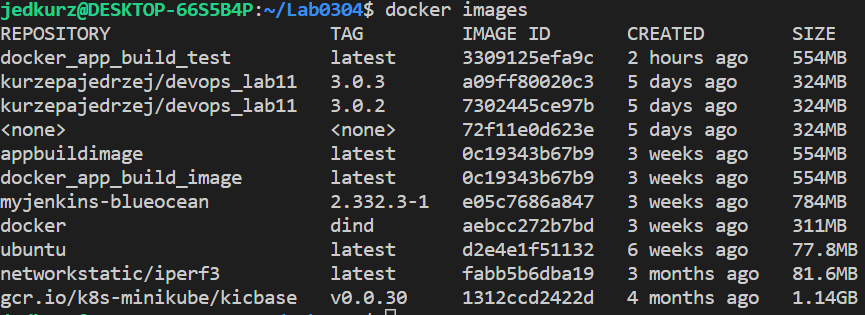 jedkurz@DESKTOP-66S5B4P:~/Lab0304$ docker images
REPOSITORY TAG IMAGE ID CREATED SIZE
docker_app_build_test latest 3309125efa9c 2 hours ago 554MB
kurzepajedrzej/devops_lab11 3.0.3 a09ff80020c3 5 days ago 324MB
kurzepajedrzej/devops_lab11 3.0.2 7302445ce97b 5 days ago 324MB
<none> <none> 72f11e0d623e 5 days ago 324MB
appbuildimage latest 0c19343b67b9 3 weeks ago 554MB
docker_app_build_image latest 0c19343b67b9 3 weeks ago 554MB
myjenkins-blueocean 2.332.3-1 e05c7686a847 3 weeks ago 784MB
docker dind aebcc272b7bd 3 weeks ago 311MB
ubuntu latest d2e4e1f51132 6 weeks ago 77.8MB
networkstatic/iperf3 latest fabb5b6dba19 3 months ago 81.6MB
gcr.io/k8s-minikube/kicbase v0.0.30 1312ccd2422d 4 months ago 1.14GB